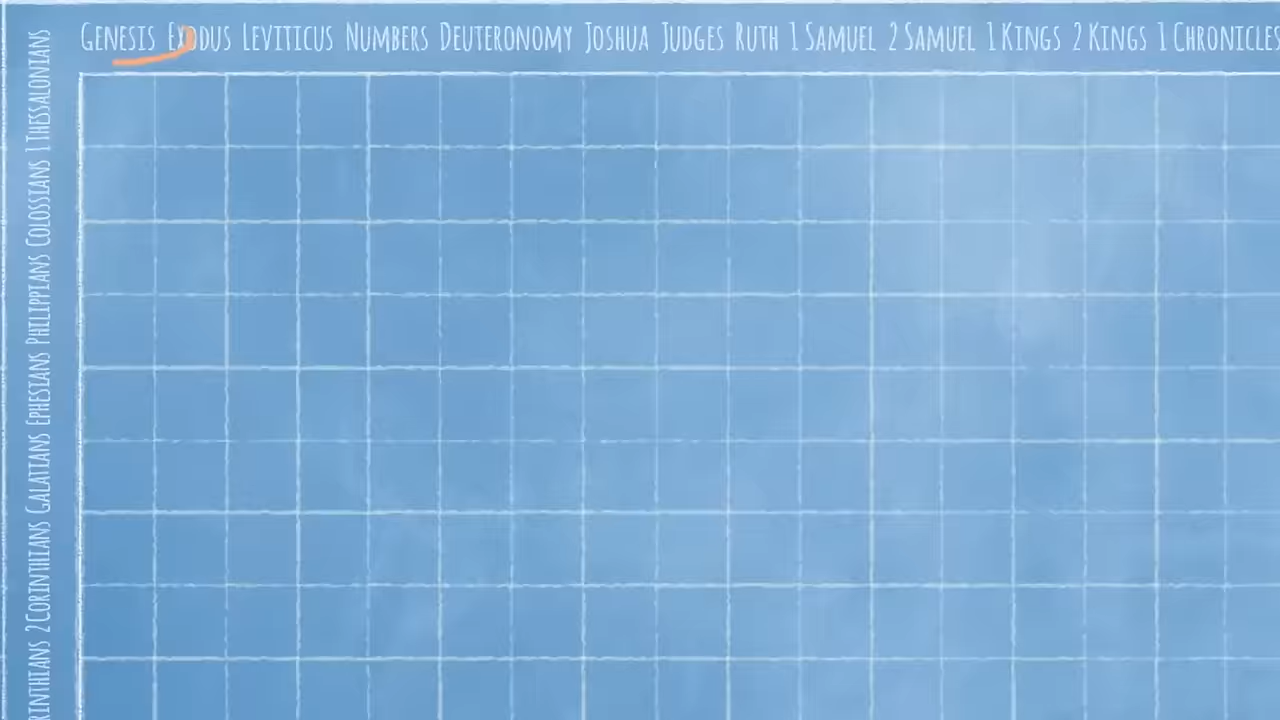 Genesis Exodus Leviticus Numbers Deuteronomy Joshua Judges Ruth 1 Samuel 2 Samuel 1 Kings 2 Kings 1 Chronicles
rinthians 2 Corinthians Galatians Ephesians Philippians Colossians 1 Thessalonians